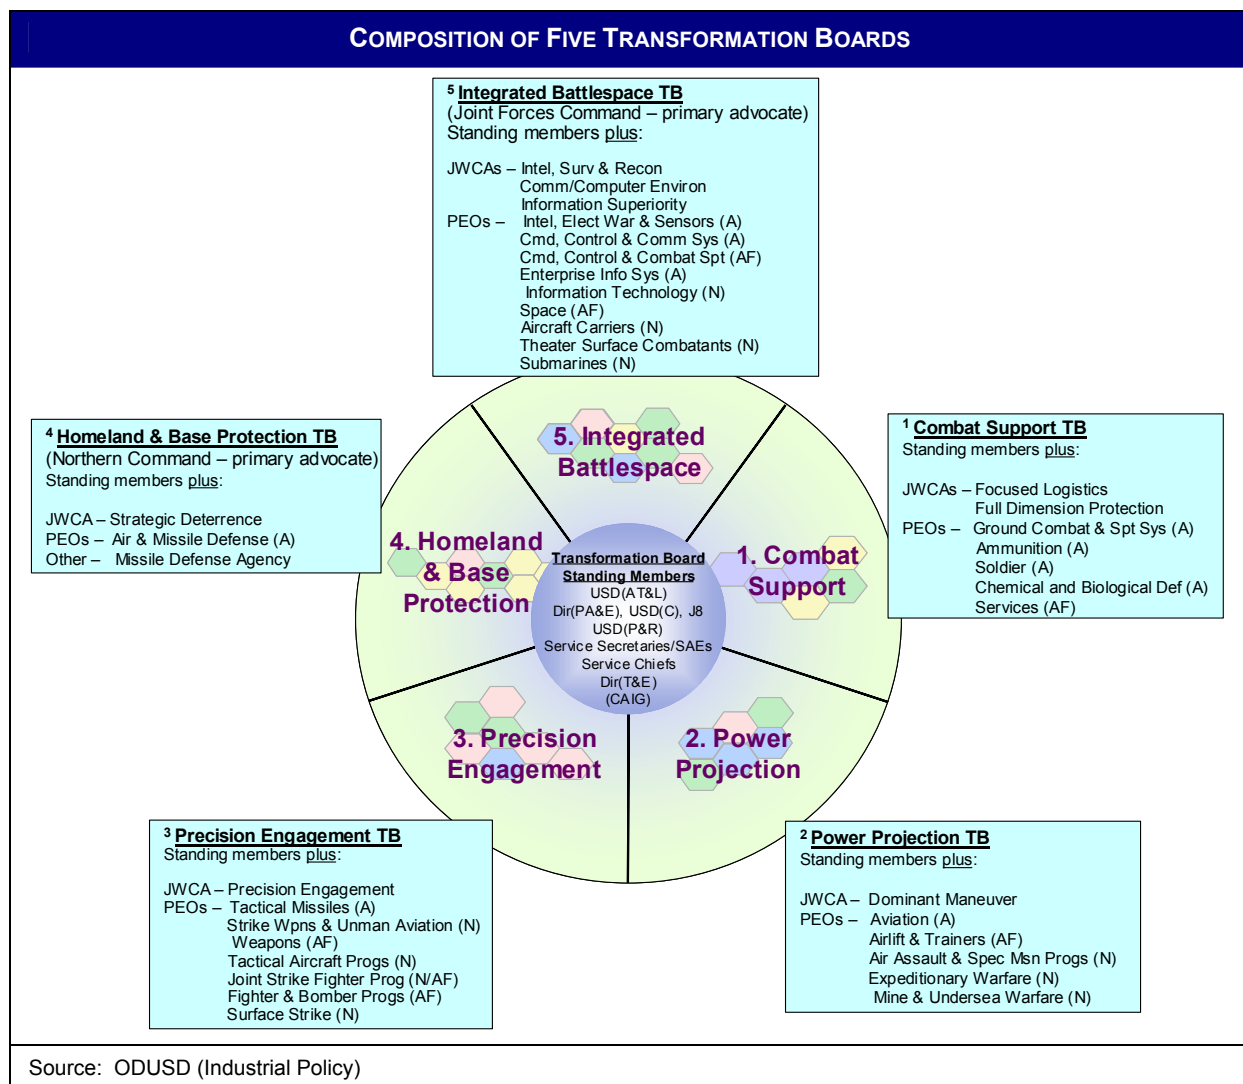 COMPOSITION OF FIVE TRANSFORMATION BOARDS
5 Integrated Battlespace TB
(Joint Forces Command – primary advocate)
Standing members plus:
JWCAs – Intel, Surv & Recon
Comm/Computer Environ
Information Superiority
PEOs – Intel, Elect War & Sensors (A)
Cmd, Control & Comm Sys (A)
Cmd, Control & Combat Spt (AF)
Enterprise Info Sys (A)
Information Technology (N)
Space (AF)
Aircraft Carriers (N)
Theater Surface Combatants (N)
Submarines (N)
4 Homeland & Base Protection TB
(Northern Command – primary advocate)
Standing members plus:
JWCA – Strategic Deterrence
PEOs – Air & Missile Defense (A)
Other – Missile Defense Agency
1 Combat Support TB
Standing members plus:
JWCAs – Focused Logistics
Full Dimension Protection
PEOs – Ground Combat & Spt Sys (A)
Ammunition (A)
Soldier (A)
Chemical and Biological Def (A)
Services (AF)
5. Integrated
Battlespace
4. Homeland
& Base
Protection
1. Combat
Support
Transformation Board
Standing Members
USD(AT&L)
Dir(PA&E), USD(C), J8
USD(P&R)
Service Secretaries/SAEs
Service Chiefs
Dir(T&E)
(CAIG)
3. Precision
Engagement
2. Power
Projection
3 Precision Engagement TB
Standing members plus:
JWCA – Precision Engagement
PEOs – Tactical Missiles (A)
Strike Wpns & Unman Aviation (N)
Weapons (AF)
Tactical Aircraft Progs (N)
Joint Strike Fighter Prog (N/AF)
Fighter & Bomber Progs (AF)
Surface Strike (N)
2 Power Projection TB
Standing members plus:
JWCA – Dominant Maneuver
PEOs – Aviation (A)
Airlift & Trainers (AF)
Air Assault & Spec Msn Progs (N)
Expeditionary Warfare (N)
Mine & Undersea Warfare (N)
Source: ODUSD (Industrial Policy)